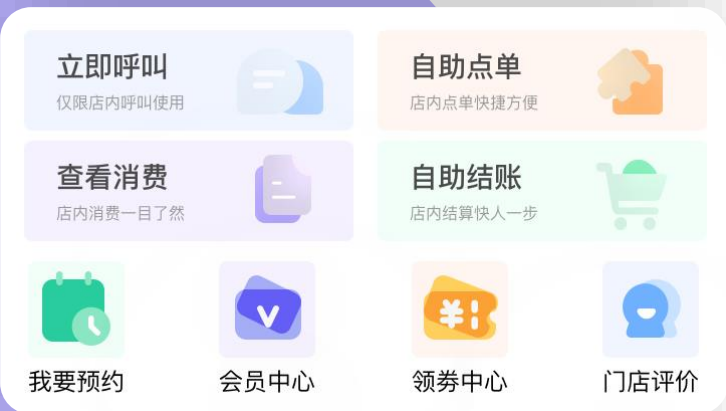 立即呼叫
仅限店内呼叫使用
自助点单
店内点单快捷方便
查看消费
店内消费一目了然
自助结账
店内结算快人一步
我要预约
会员中心
领券中心
门店评价